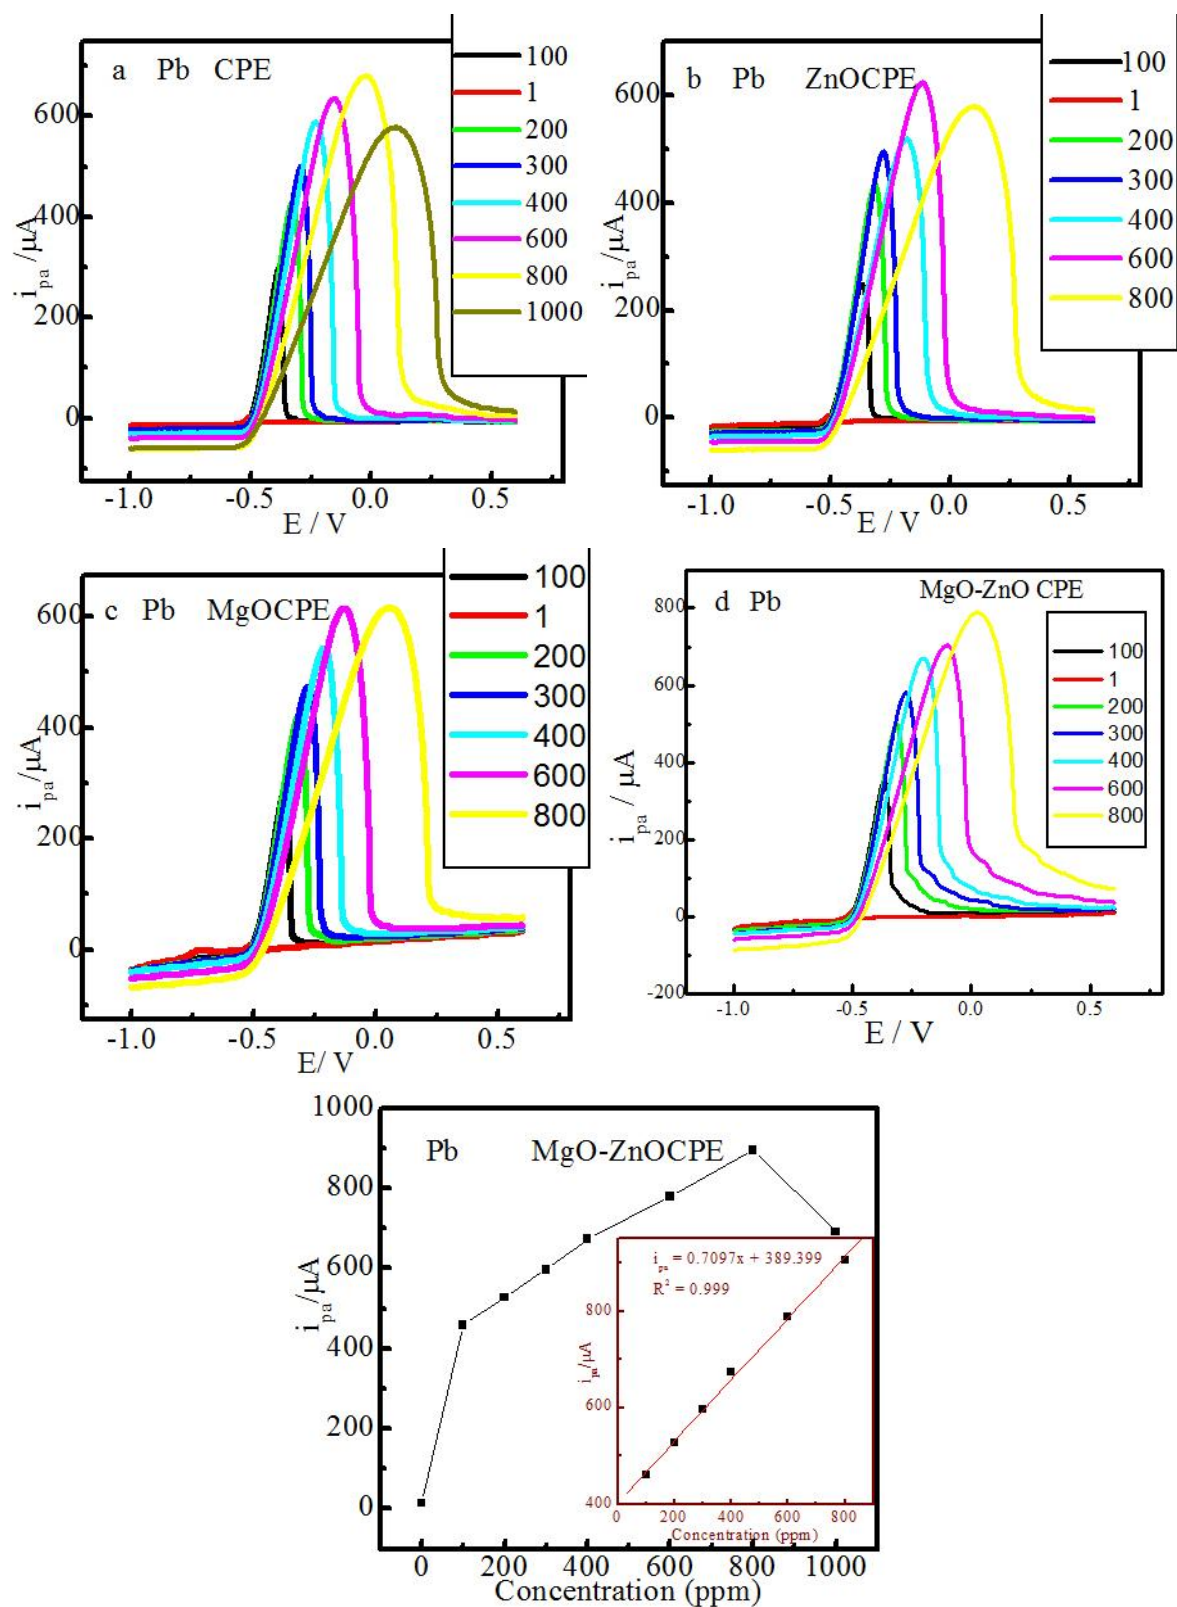 a Pb CPE
100
1
200
300
400
600
800
1000
600
400
200
0
i pa /µA
-1.0 -0.5 0.0 0.5
E / V
b Pb ZnOCPE
100
1
200
300
400
600
800
600
400
200
0
i pa /µA
-1.0 -0.5 0.0 0.5
E / V
c Pb MgOCPE
100
1
200
300
400
600
800
600
400
200
0
i pa /µA
-1.0 -0.5 0.0 0.5
E/ V
d Pb MgO-ZnO CPE
100
1
200
300
400
600
800
800
600
400
200
0
-200
i pa / µA
-1.0 -0.5 0.0 0.5
E / V
Pb MgO-ZnOCPE
1000
800
600
400
200
0
i pa /µA
0 200 400 600 800 1000
Concentration (ppm)
i pa = 0.7097x + 389.399
R² = 0.999
800
600
400
i pa /µA
0 200 400 600 800
Concentration (ppm)